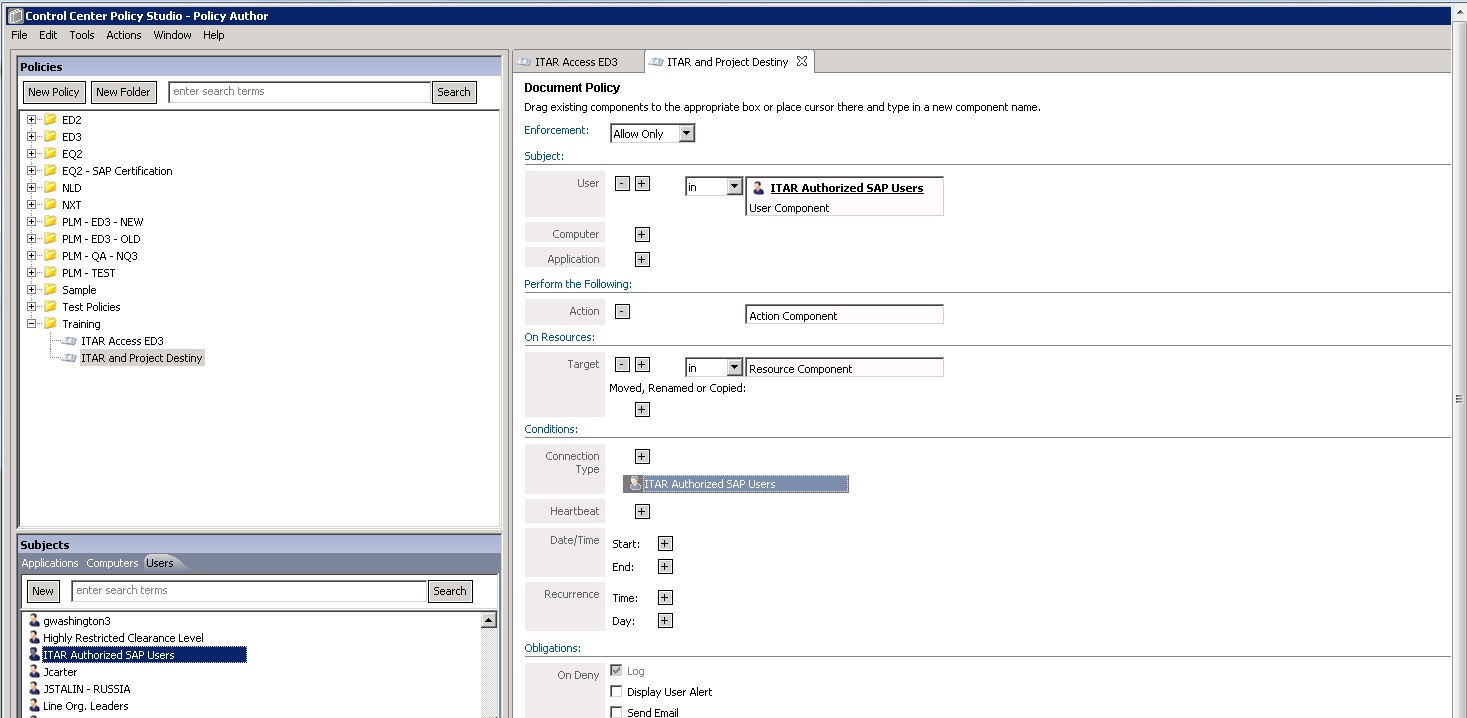 Control Center Policy Studio - Policy Author
File Edit Tools Actions Window Help
Policies
New Policy New Folder enter search terms Search
ED2
ED3
EQ2
EQ2 - SAP Certification
NLD
NXT
PLM - ED3 - NEW
PLM - ED3 - OLD
PLM - QA - NQ3
PLM - TEST
Sample
Test Policies
Training
ITAR Access ED3
ITAR and Project Destiny
Subjects
Applications Computers Users
New enter search terms Search
gwashington3
Highly Restricted Clearance Level
ITAR Authorized SAP Users
Jcarter
JSTALIN - RUSSIA
Line Org. Leaders
ITAR Access ED3 ITAR and Project Destiny
Document Policy
Drag existing components to the appropriate box or place cursor there and type in a new component name.
Enforcement: Allow Only
Subject:
User - + in ITAR Authorized SAP Users
User Component
Computer +
Application +
Perform the Following:
Action - Action Component
On Resources:
Target - + in Resource Component
Moved, Renamed or Copied:
+
Conditions:
Connection Type +
ITAR Authorized SAP Users
Heartbeat +
Date/Time Start: +
End: +
Recurrence Time: +
Day: +
Obligations:
On Deny Log
Display User Alert
Send Email